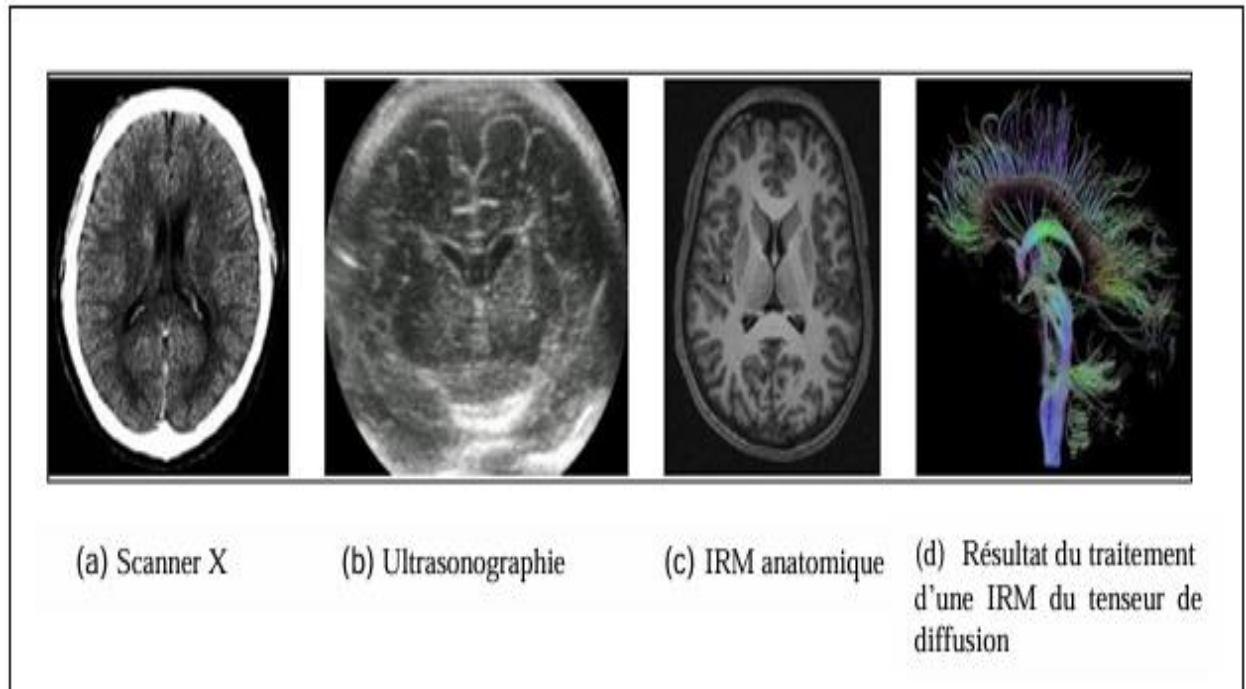 (a) Scanner X
(b) Ultrasonographie
(c) IRM anatomique
(d) Résultat du traitement
d’une IRM du tenseur de
diffusion